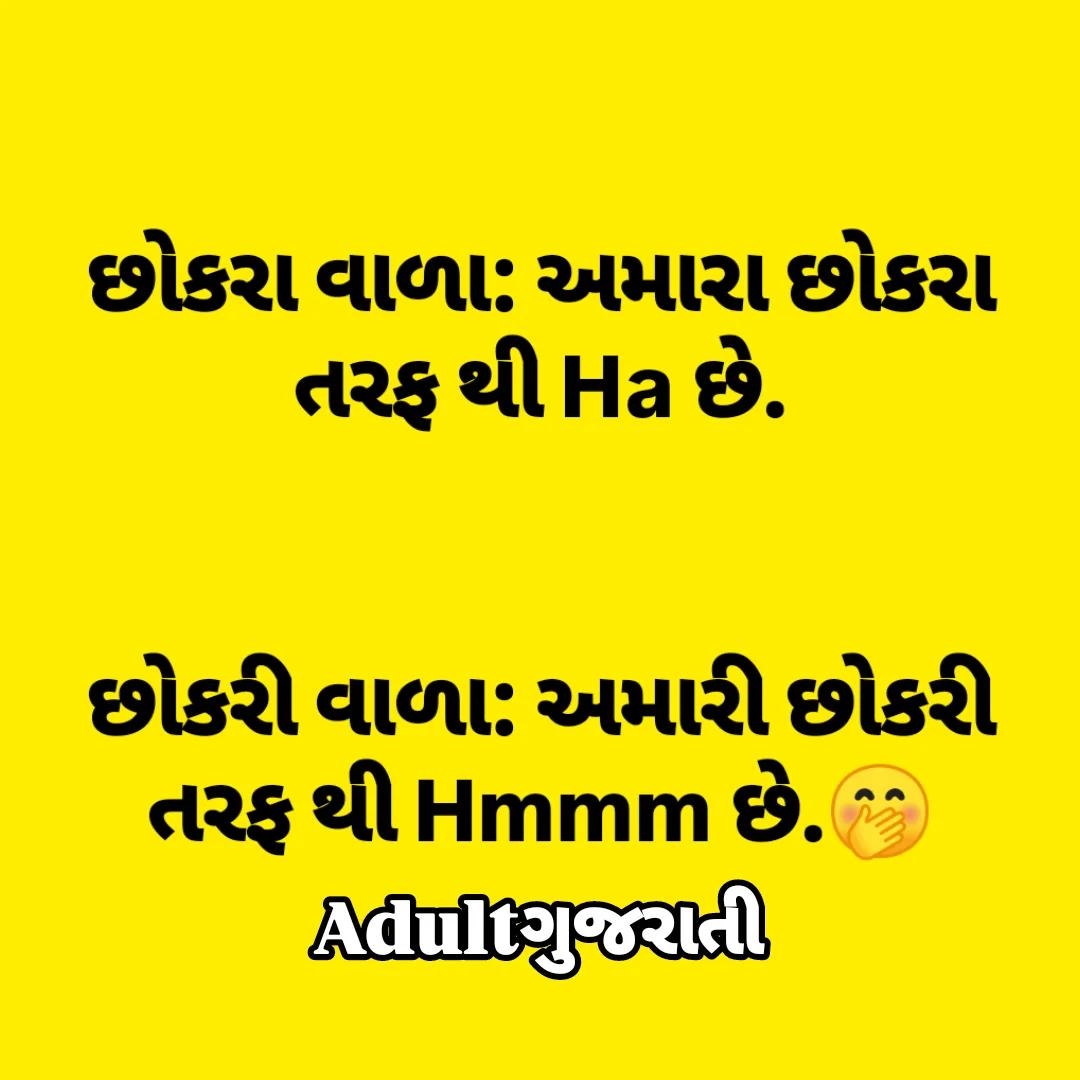 છોકરા વાળા: અમારા છોકરા
તરફ થી Ha છે.
છોકરી વાળા: અમારી છોકરી
તરફ થી Hmmm છે.🤭
Adultગુજરાતી